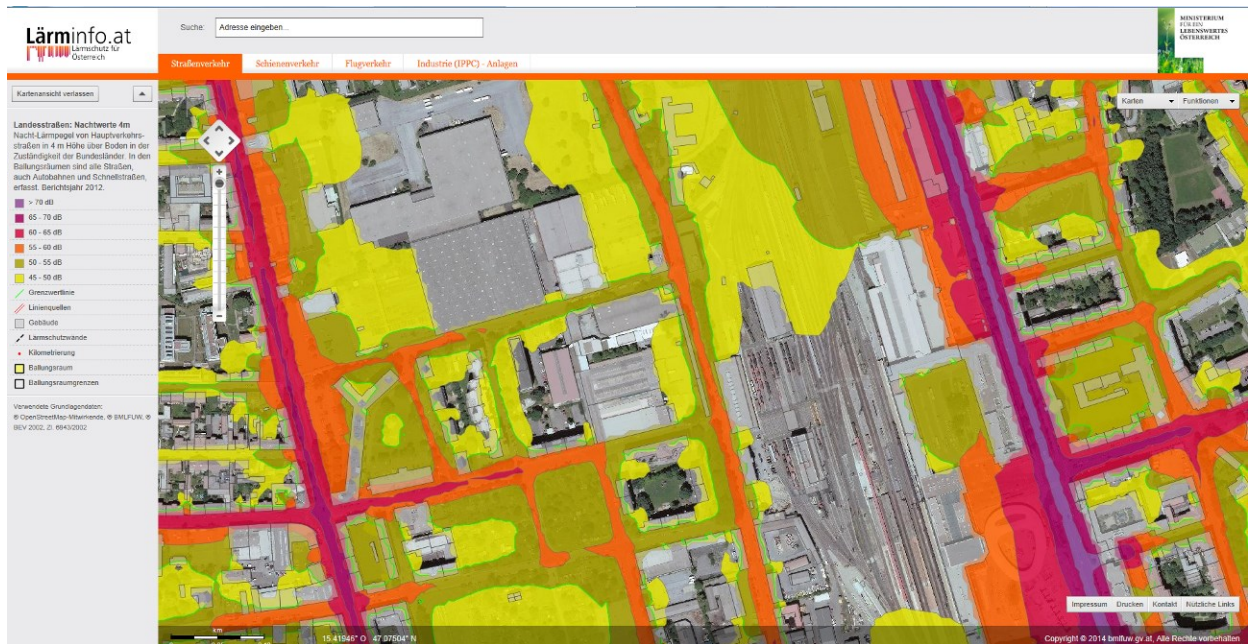 Lärminfo.at
Lärmschutz für
Österreich
Suche:
Adresse eingeben...
MINISTERIUM
FÜR EIN
LEBENSWERTES
ÖSTERREICH
Straßenverkehr
Schienenverkehr
Flugverkehr
Industrie (IPPC) - Anlagen
Kartenansicht verlassen
Karten
Funktionen
Landesstraßen: Nachtwerte 4m
Nacht-Lärmpegel von Hauptverkehrs-
straßen in 4 m Höhe über Boden in der
Zuständigkeit der Bundesländer. In den
Ballungsräumen sind alle Straßen,
auch Autobahnen und Schnellstraßen,
erfasst. Berichtsjahr 2012.
> 70 dB
65 - 70 dB
60 - 65 dB
55 - 60 dB
50 - 55 dB
45 - 50 dB
Grenzwertlinie
Linienquellen
Gebäude
Lärmschutzwände
Kilometrierung
Ballungsraum
Ballungsraumgrenzen
Verwendete Grundlagendaten:
© OpenStreetMap-Mitwirkende, © BMLFUW, ©
BEV 2002, Zl. 6943/2002
Impressum
Drucken
Kontakt
Nützliche Links
km
15.41946° O 47.07504° N
Copyright © 2014 bmlfuw.gv.at, Alle Rechte vorbehalten